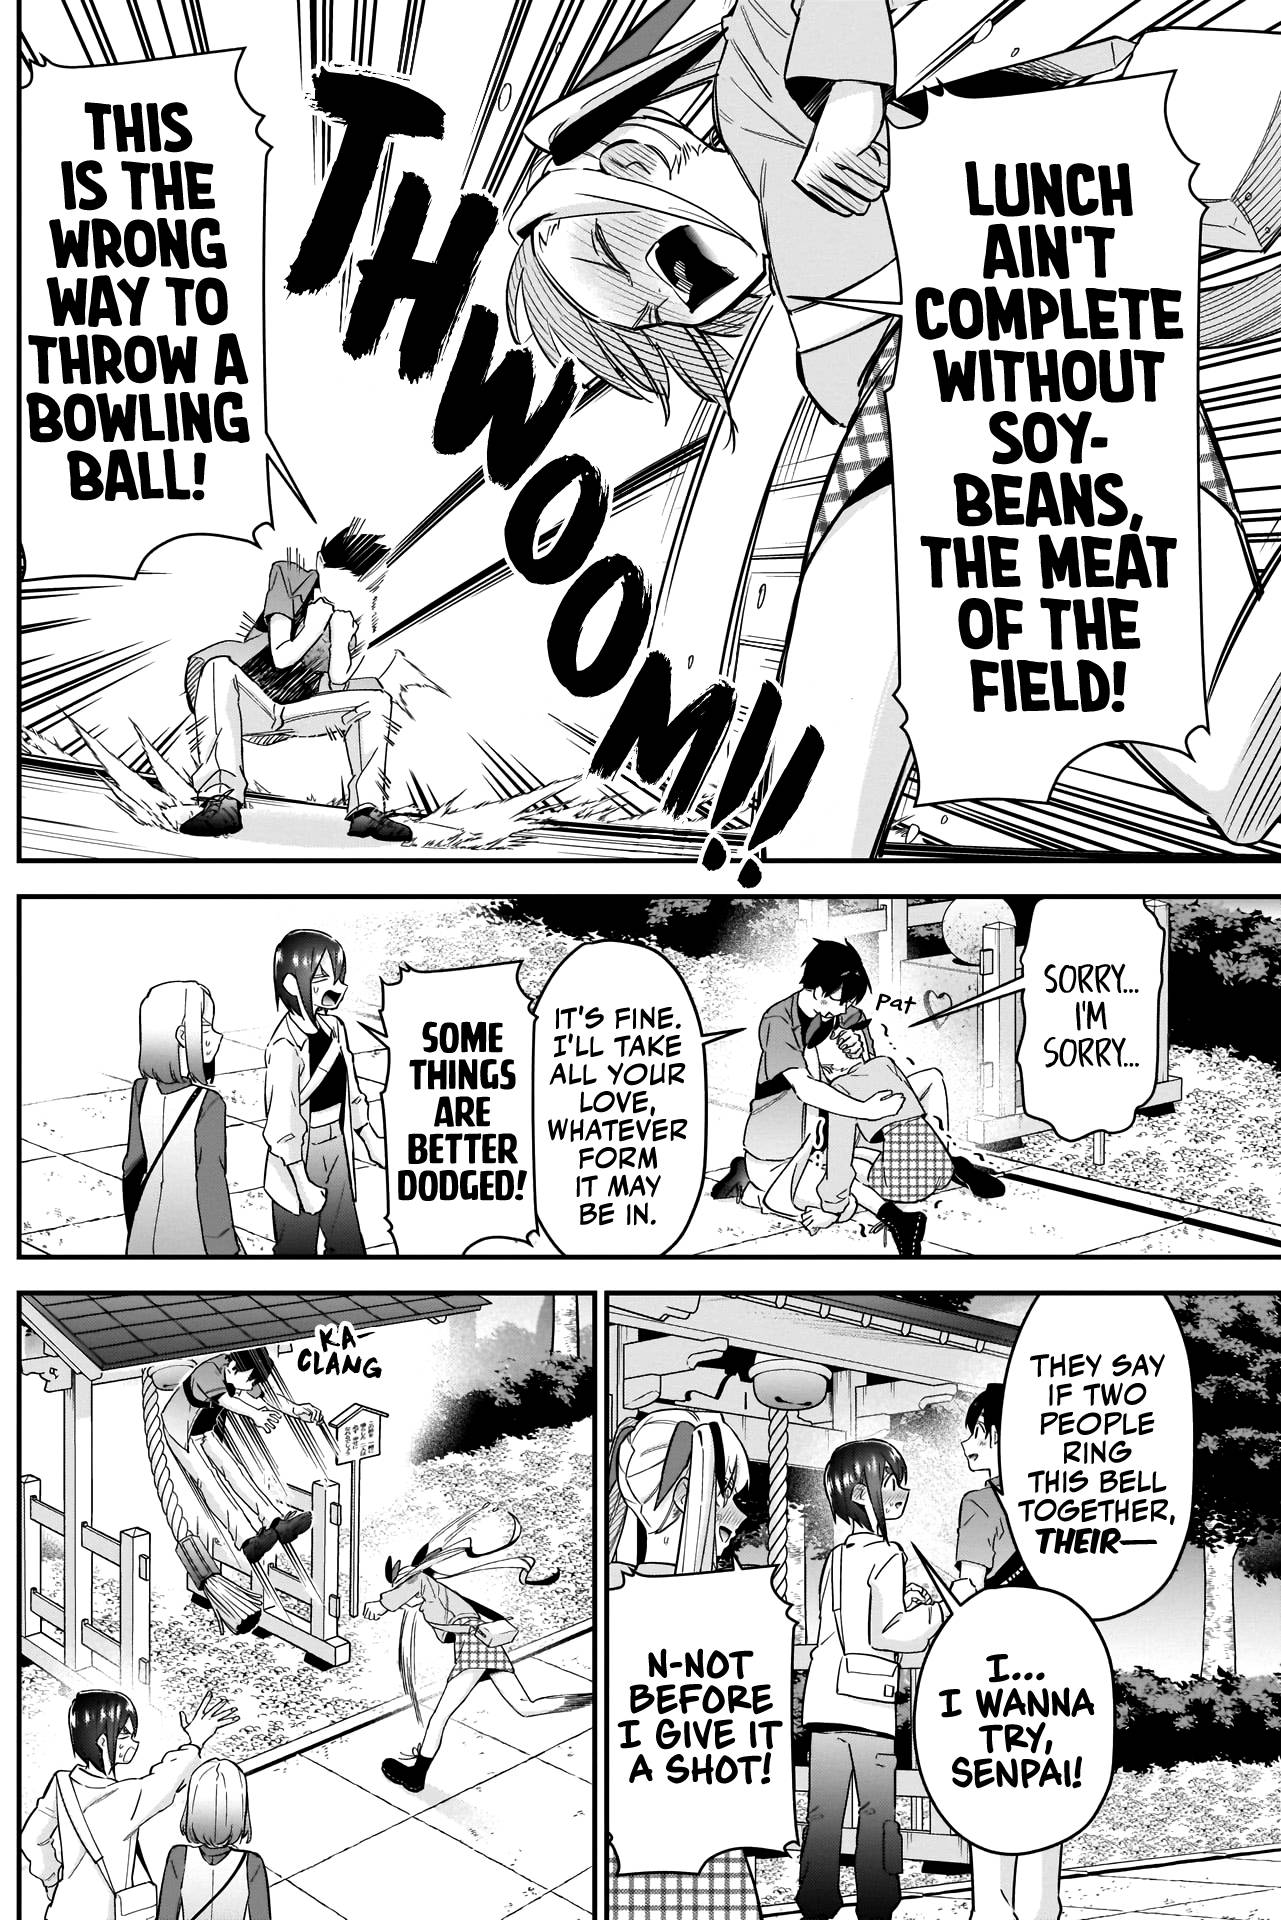 LUNCH
AIN'T
COMPLETE
WITHOUT
SOY-
BEANS,
THE MEAT
OF THE
FIELD!
THWOOM!!
THIS
IS THE
WRONG
WAY TO
THROW A
BOWLING
BALL!
SORRY...
I'M
SORRY...
Pat
IT'S FINE.
I'LL TAKE
ALL YOUR
LOVE,
WHATEVER
FORM
IT MAY
BE IN.
SOME
THINGS
ARE
BETTER
DODGED!
THEY SAY
IF TWO
PEOPLE
RING
THIS BELL
TOGETHER,
THEIR—
I...
I WANNA
TRY,
SENPAI!
N-NOT
BEFORE
I GIVE IT
A SHOT!
KA-
CLANG